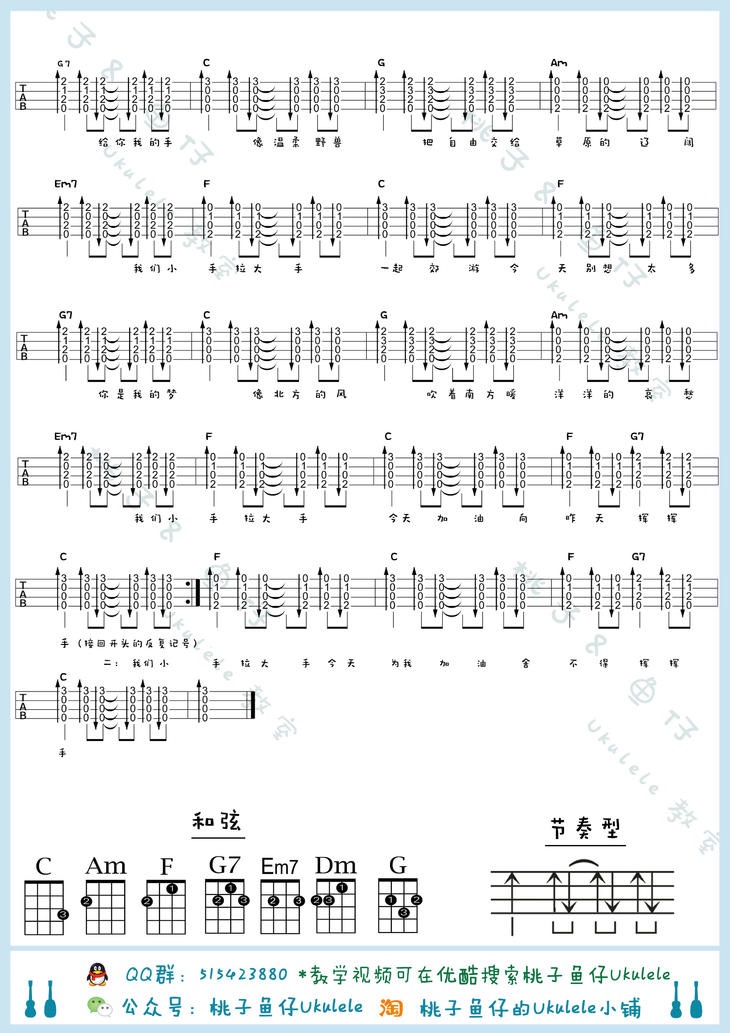 G7 C G Am
给你我的手 像温柔野兽 把自由交给 草原的辽阔
Em7 F C F
我们小 手拉大手 一起郊游今 天别想太多
G7 C G Am
你是我的梦 像北方的风 吹着南方暖 洋洋的哀愁
Em7 F C F G7
我们小 手拉大手 今天加油向 昨天挥挥
C F C F G7
手(接回开头的反复记号)
二:我们小 手拉大 手今天 为我加油舍 不得挥挥
C
手
和弦
节奏型
C Am F G7 Em7 Dm G
QQ群:515423880 *教学视频可在优酷搜索桃子鱼仔Ukulele
公众号:桃子鱼仔Ukulele 淘 桃子鱼仔的Ukulele小铺
桃子&鱼仔
Ukulele教室